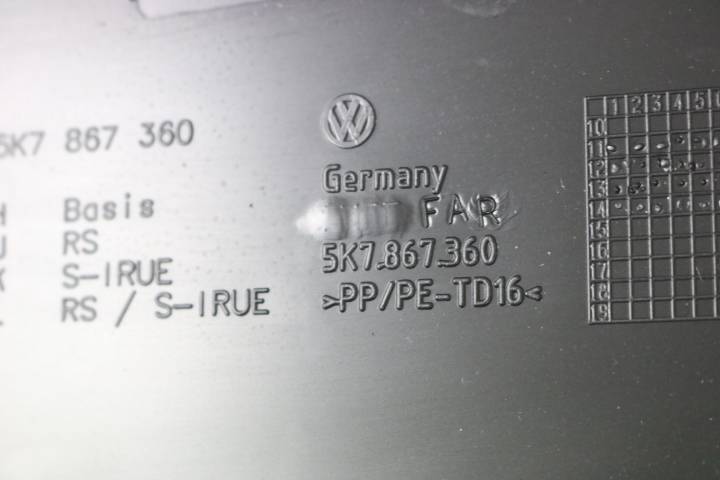 5K7 867 360
Basis
RS
S-IRUE
RS / S-IRUE
VW
Germany
FAR
5K7.867.360
>PP/PE-TD16<
1 2 3 4 5
10
11
12
13
14
15
16
17
18
19